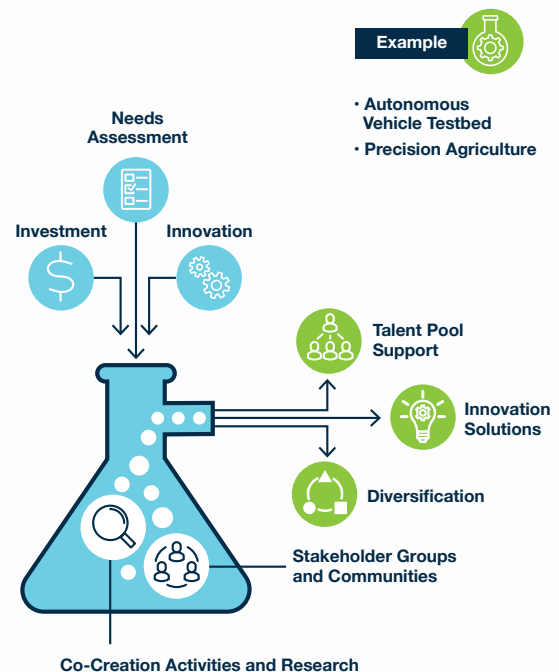 Example
• Autonomous
Vehicle Testbed
• Precision Agriculture
Needs
Assessment
Investment
Innovation
$
Talent Pool
Support
Innovation
Solutions
Diversification
Stakeholder Groups
and Communities
Co-Creation Activities and Research